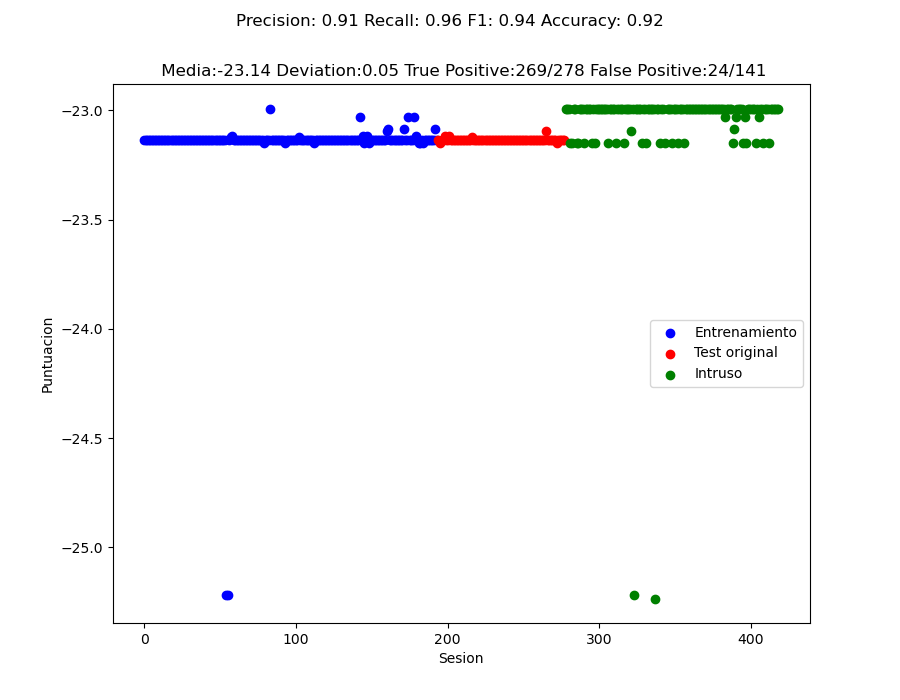 Precision: 0.91 Recall: 0.96 F1: 0.94 Accuracy: 0.92
Media:-23.14 Deviation:0.05 True Positive:269/278 False Positive:24/141
−23.0
−23.5
−24.0
−24.5
−25.0
Puntuacion
Entrenamiento
Test original
Intruso
0 100 200 300 400
Sesion